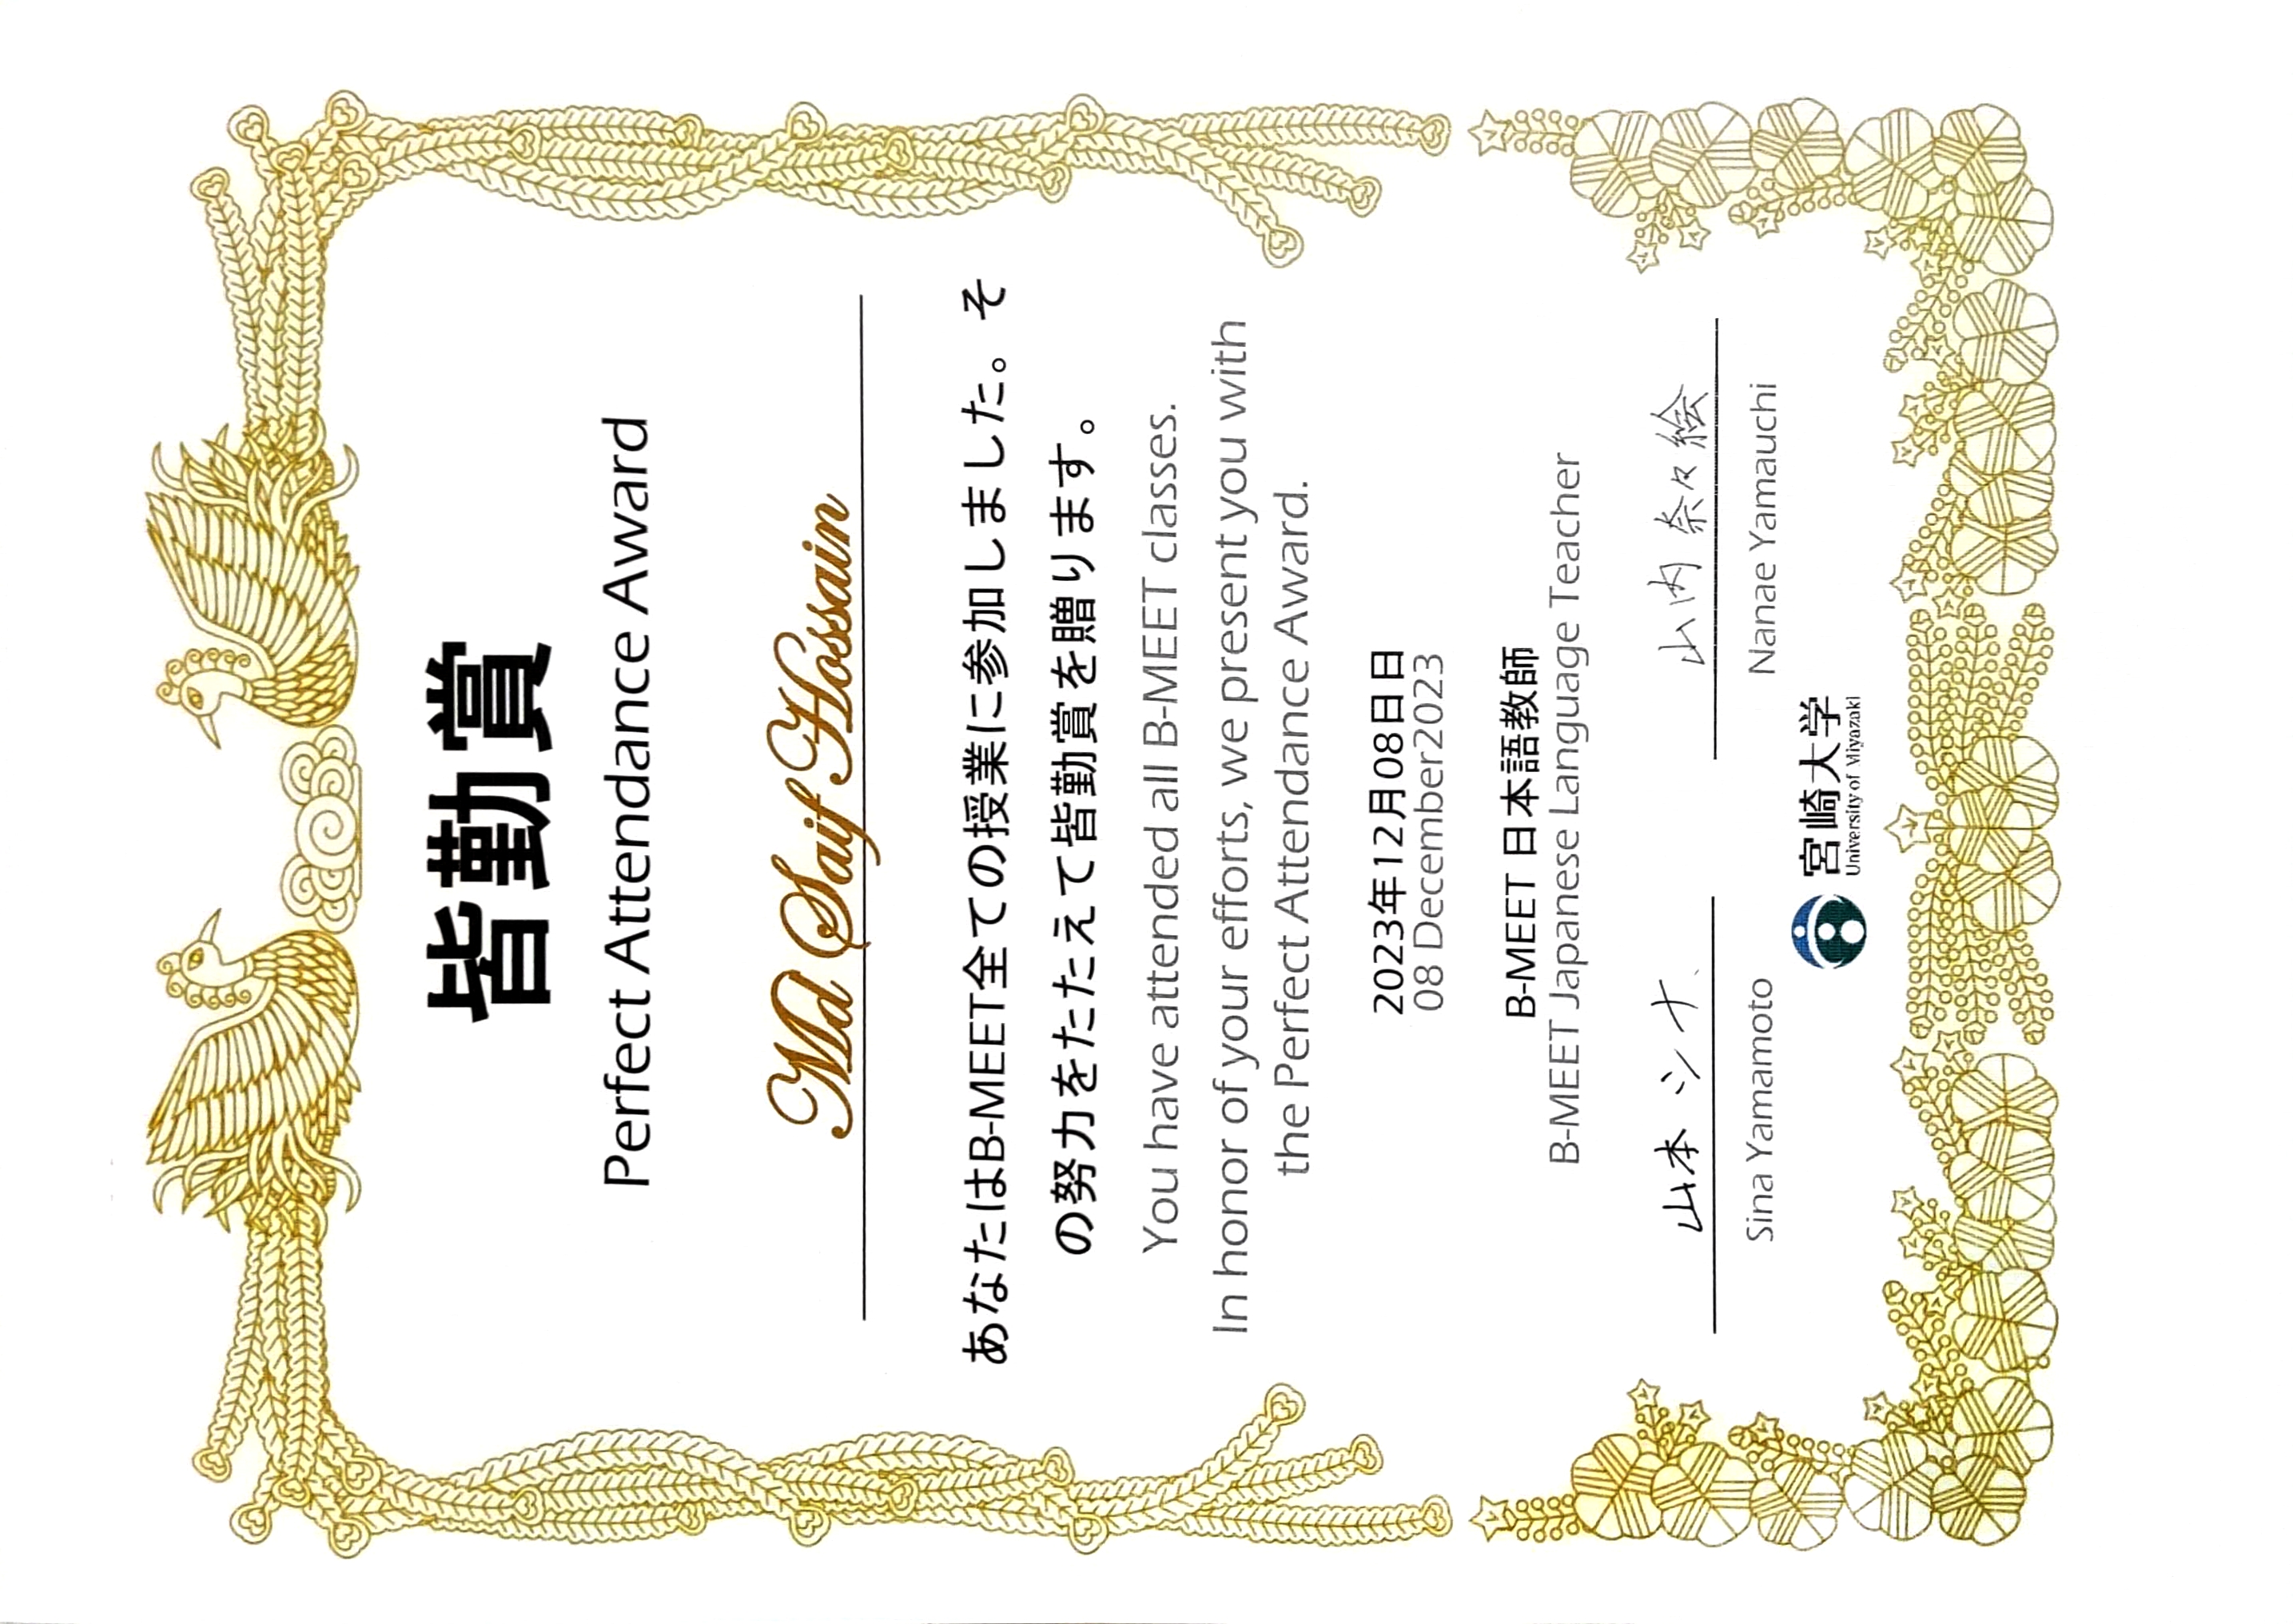 皆勤賞
Perfect Attendance Award
Md Saif Hossain
あなたはB-MEET全ての授業に参加しました。そ
の努力をたたえて皆勤賞を贈ります。
You have attended all B-MEET classes.
In honor of your efforts, we present you with
the Perfect Attendance Award.
2023年12月08日日
08 December2023
B-MEET 日本語教師
B-MEET Japanese Language Teacher
山本 シナ 山内 奈々絵
Sina Yamamoto Nanae Yamauchi
宮崎大学
University of Miyazaki